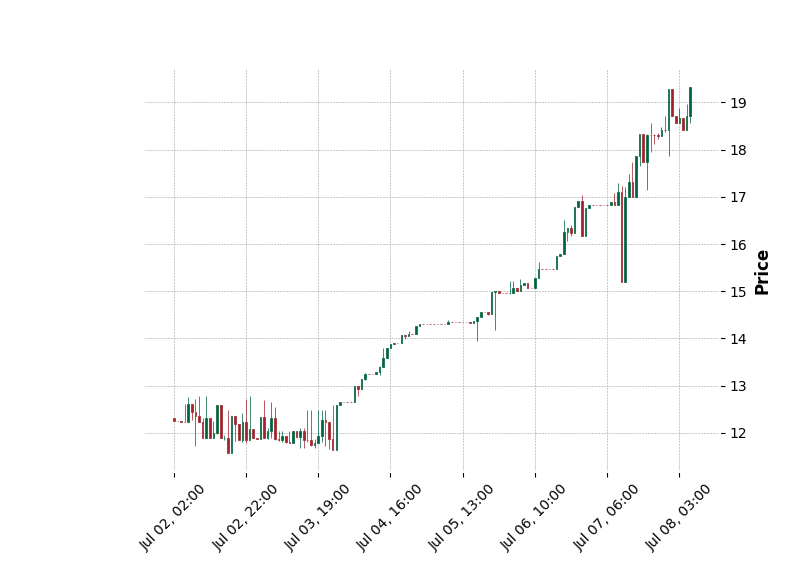 19
18
17
16
15
14
13
12
Price
Jul 02, 02:00
Jul 02, 22:00
Jul 03, 19:00
Jul 04, 16:00
Jul 05, 13:00
Jul 06, 10:00
Jul 07, 06:00
Jul 08, 03:00